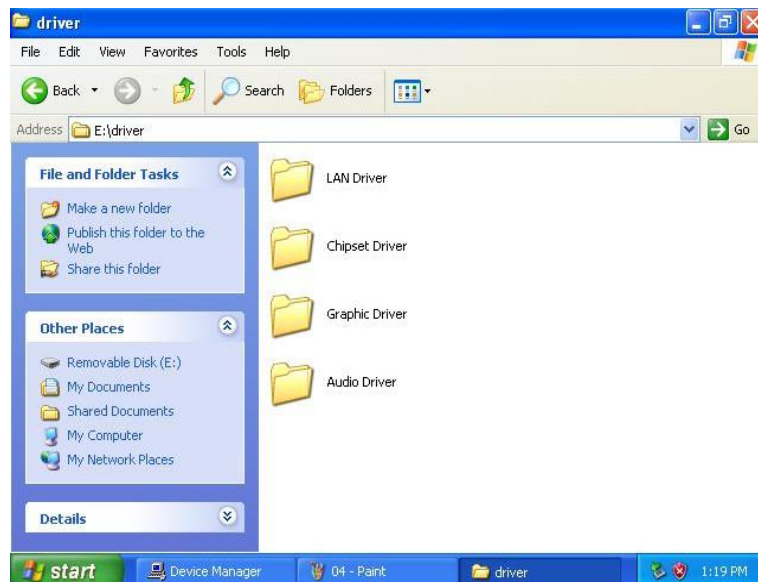 driver
File Edit View Favorites Tools Help
Back Search Folders
Address E:\driver Go
File and Folder Tasks
Make a new folder
Publish this folder to the
Web
Share this folder
Other Places
Removable Disk (E:)
My Documents
Shared Documents
My Computer
My Network Places
Details
LAN Driver
Chipset Driver
Graphic Driver
Audio Driver
start Device Manager 04 - Paint driver 1:19 PM